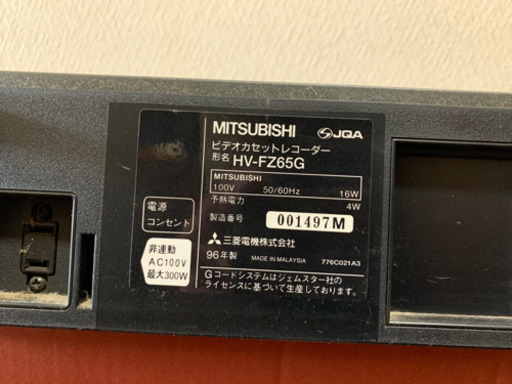 MITSUBISHI JQA
ビデオカセットレコーダー
形名 HV-FZ65G
MITSUBISHI
100V 50/60Hz 16W
予熱電力 4W
製造番号 001497M
三菱電機株式会社
96年製 MADE IN MALAYSIA 776C021A3
Gコードシステムはジェムスター社の
ライセンスに基づいて生産しております。
電源
コンセント
非連動
AC100V
最大300W